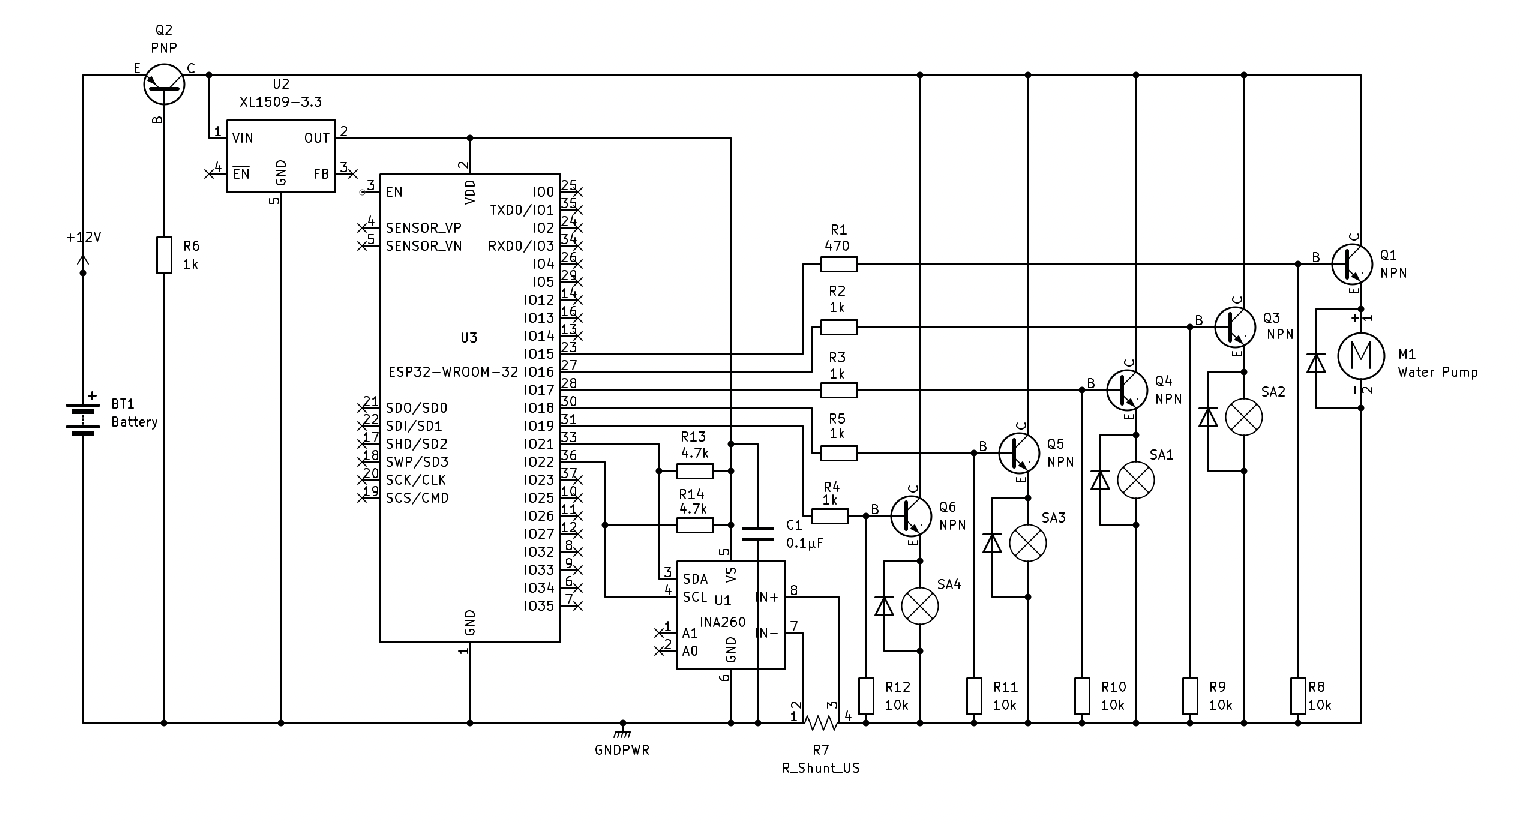 Q2
PNP
E
C
B
U2
XL1509-3.3
1
VIN
OUT
2
4
EN
GND
FB
3
5
+12V
R6
1k
BT1
Battery
+
2
VDD
3
EN
4
SENSOR_VP
5
SENSOR_VN
U3
ESP32-WROOM-32
21
SDO/SD0
22
SDI/SD1
17
SHD/SD2
18
SWP/SD3
20
SCK/CLK
19
SCS/CMD
GND
1
IO0
25
TXD0/IO1
35
IO2
24
RXD0/IO3
34
IO4
26
IO5
29
IO12
14
IO13
16
IO14
13
IO15
23
IO16
27
IO17
28
IO18
30
IO19
31
IO21
33
IO22
36
IO23
37
IO25
10
IO26
11
IO27
12
IO32
8
IO33
9
IO34
6
IO35
7
R1
470
R2
1k
R3
1k
R5
1k
R4
1k
R13
4.7k
R14
4.7k
C1
0.1µF
5
VS
3
SDA
4
SCL
U1
INA260
IN+
8
IN-
7
1
A1
2
A0
GND
6
GNDPWR
1
2
3
4
R7
R_Shunt_US
C
B
E
Q6
NPN
SA4
R12
10k
C
B
E
Q5
NPN
SA3
R11
10k
C
B
E
Q4
NPN
SA1
R10
10k
C
B
E
Q3
NPN
SA2
R9
10k
C
B
E
Q1
NPN
+
1
M
M1
Water Pump
-
2
R8
10k